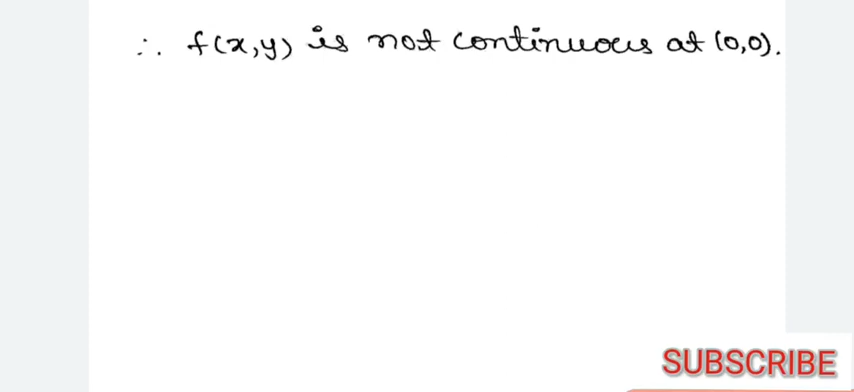 ∴ f(x,y) is not continuous at (0,0).
SUBSCRIBE